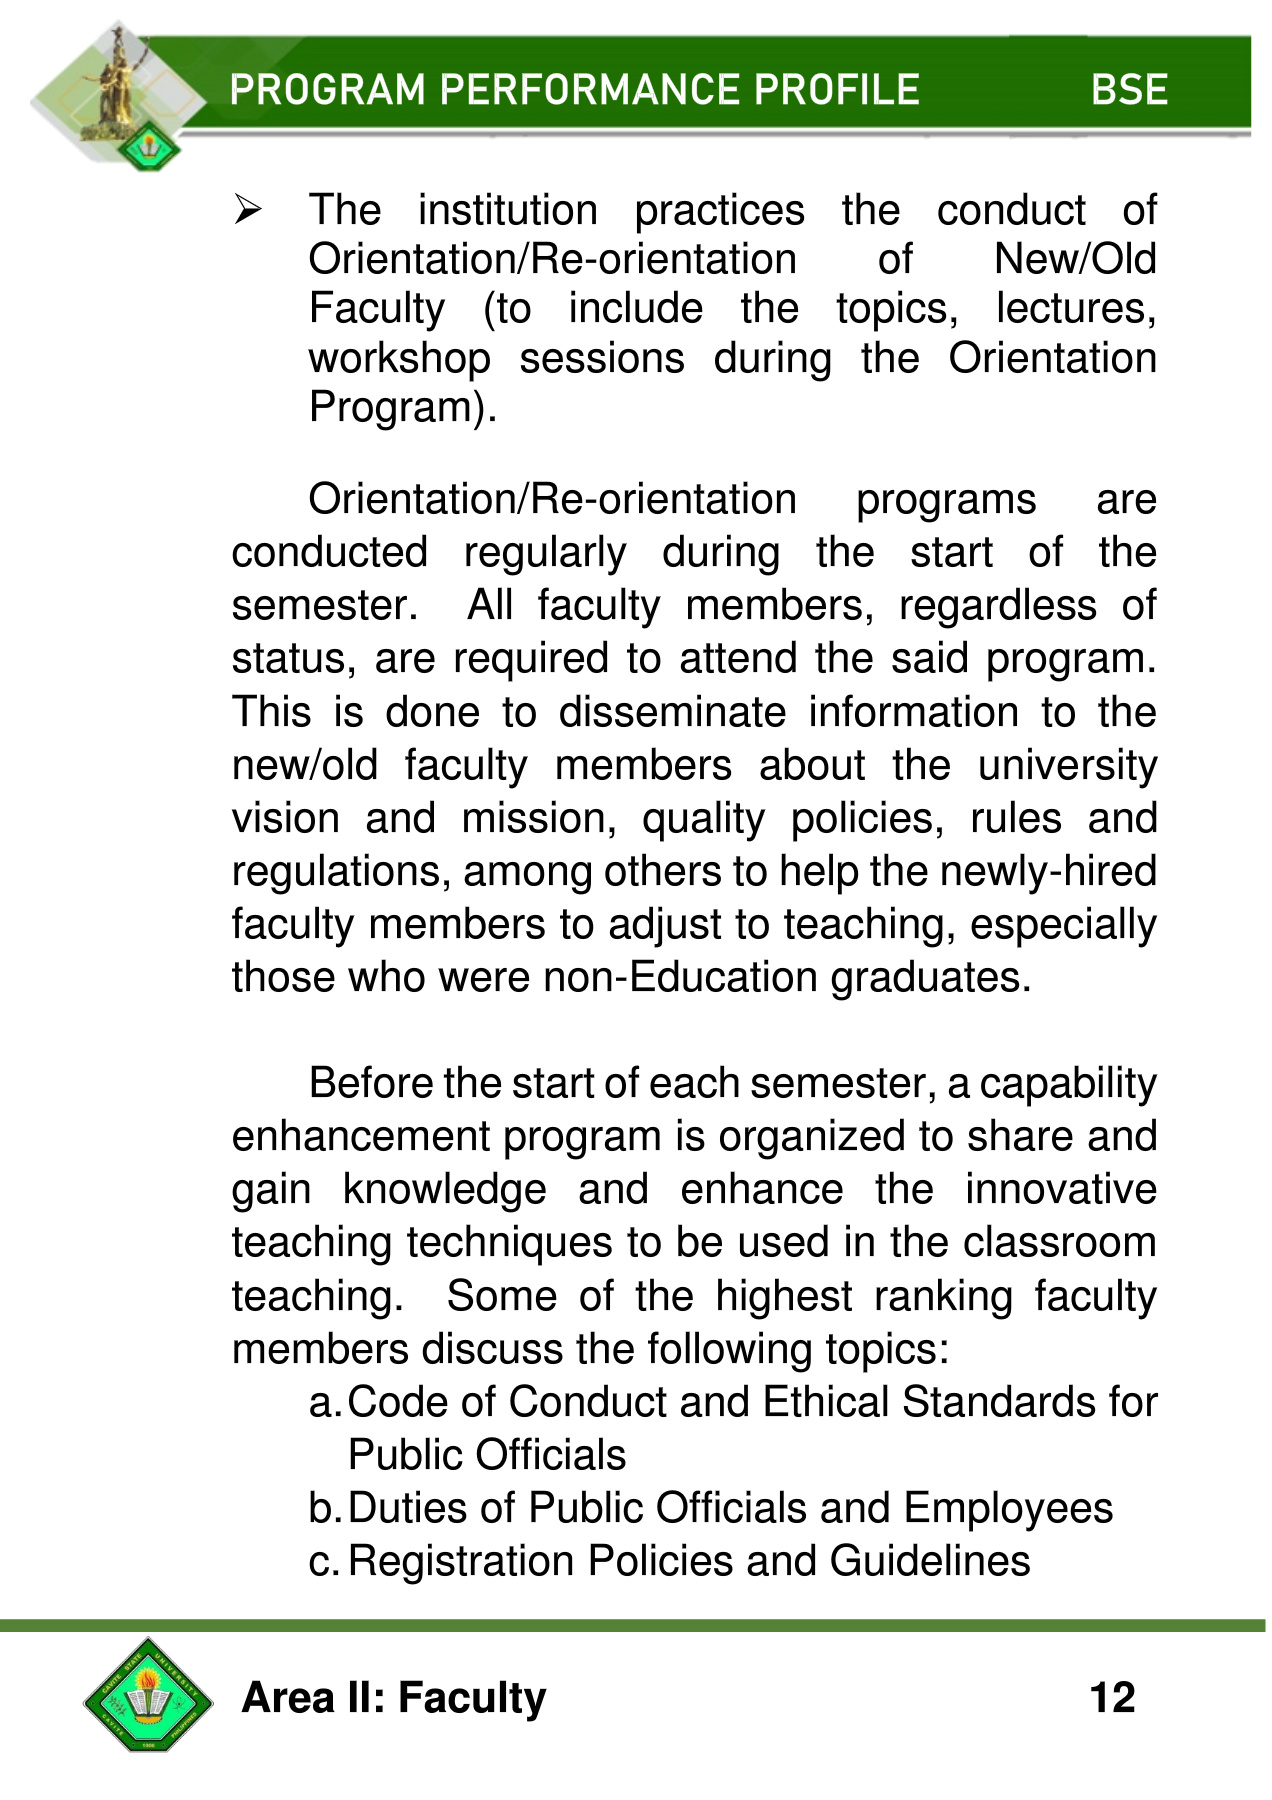 PROGRAM PERFORMANCE PROFILE BSE
➢ The institution practices the conduct of
Orientation/Re-orientation of New/Old
Faculty (to include the topics, lectures,
workshop sessions during the Orientation
Program).
Orientation/Re-orientation programs are
conducted regularly during the start of the
semester. All faculty members, regardless of
status, are required to attend the said program.
This is done to disseminate information to the
new/old faculty members about the university
vision and mission, quality policies, rules and
regulations, among others to help the newly-hired
faculty members to adjust to teaching, especially
those who were non-Education graduates.
Before the start of each semester, a capability
enhancement program is organized to share and
gain knowledge and enhance the innovative
teaching techniques to be used in the classroom
teaching. Some of the highest ranking faculty
members discuss the following topics:
a. Code of Conduct and Ethical Standards for
Public Officials
b. Duties of Public Officials and Employees
c. Registration Policies and Guidelines
CAVITE STATE UNIVERSITY
CAVITE PHILIPPINES
1906
Area II: Faculty 12